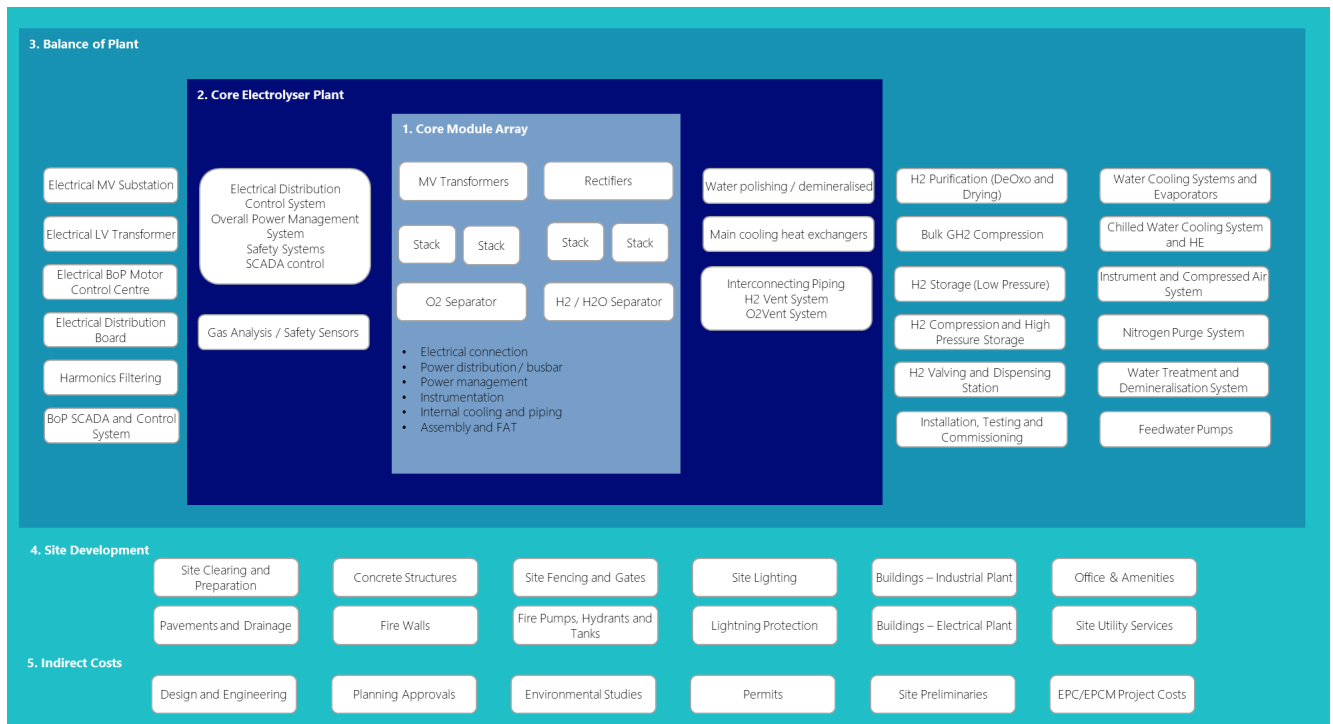 3. Balance of Plant
2. Core Electrolyser Plant
1. Core Module Array
Electrical MV Substation
Electrical LV Transformer
Electrical BoP Motor
Control Centre
Electrical Distribution
Board
Harmonics Filtering
BoP SCADA and Control
System
Electrical Distribution
Control System
Overall Power Management
System
Safety Systems
SCADA control
Gas Analysis / Safety Sensors
MV Transformers
Rectifiers
Stack
Stack
Stack
Stack
O2 Separator
H2 / H2O Separator
• Electrical connection
• Power distribution / busbar
• Power management
• Instrumentation
• Internal cooling and piping
• Assembly and FAT
Water polishing / demineralised
Main cooling heat exchangers
Interconnecting Piping
H2 Vent System
O2Vent System
H2 Purification (DeOxo and
Drying)
Bulk GH2 Compression
H2 Storage (Low Pressure)
H2 Compression and High
Pressure Storage
H2 Valving and Dispensing
Station
Installation, Testing and
Commissioning
Water Cooling Systems and
Evaporators
Chilled Water Cooling System
and HE
Instrument and Compressed Air
System
Nitrogen Purge System
Water Treatment and
Demineralisation System
Feedwater Pumps
4. Site Development
Site Clearing and
Preparation
Concrete Structures
Site Fencing and Gates
Site Lighting
Buildings – Industrial Plant
Office & Amenities
Pavements and Drainage
Fire Walls
Fire Pumps, Hydrants and
Tanks
Lightning Protection
Buildings – Electrical Plant
Site Utility Services
5. Indirect Costs
Design and Engineering
Planning Approvals
Environmental Studies
Permits
Site Preliminaries
EPC/EPCM Project Costs